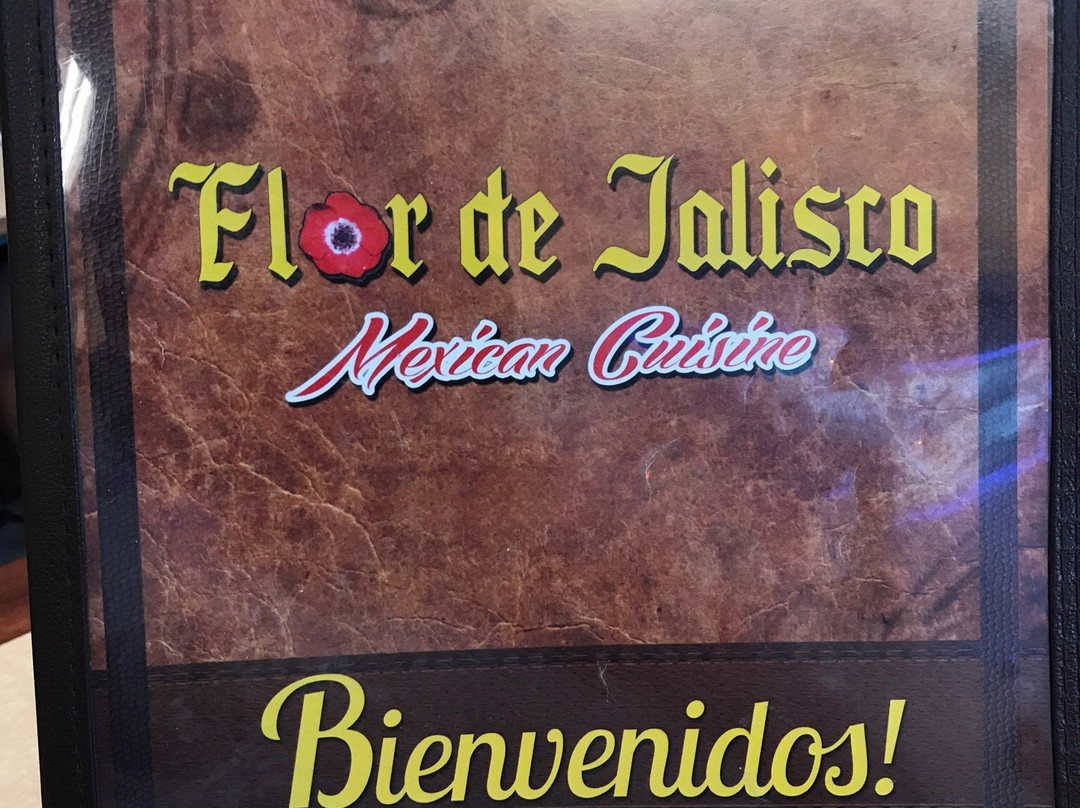 Flor de Jalisco
Mexican Cuisine
Bienvenidos!